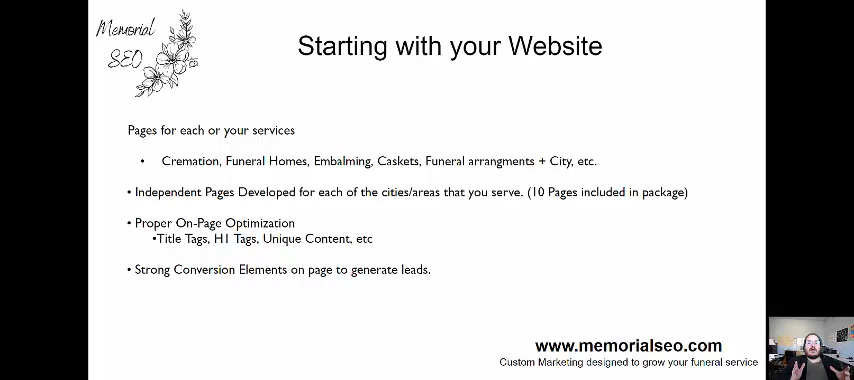 Memorial
SEO
Starting with your Website
Pages for each or your services
• Cremation, Funeral Homes, Embalming, Caskets, Funeral arrangments + City, etc.
• Independent Pages Developed for each of the cities/areas that you serve. (10 Pages included in package)
• Proper On-Page Optimization
•Title Tags, H1 Tags, Unique Content, etc
• Strong Conversion Elements on page to generate leads.
www.memorialseo.com
Custom Marketing designed to grow your funeral service